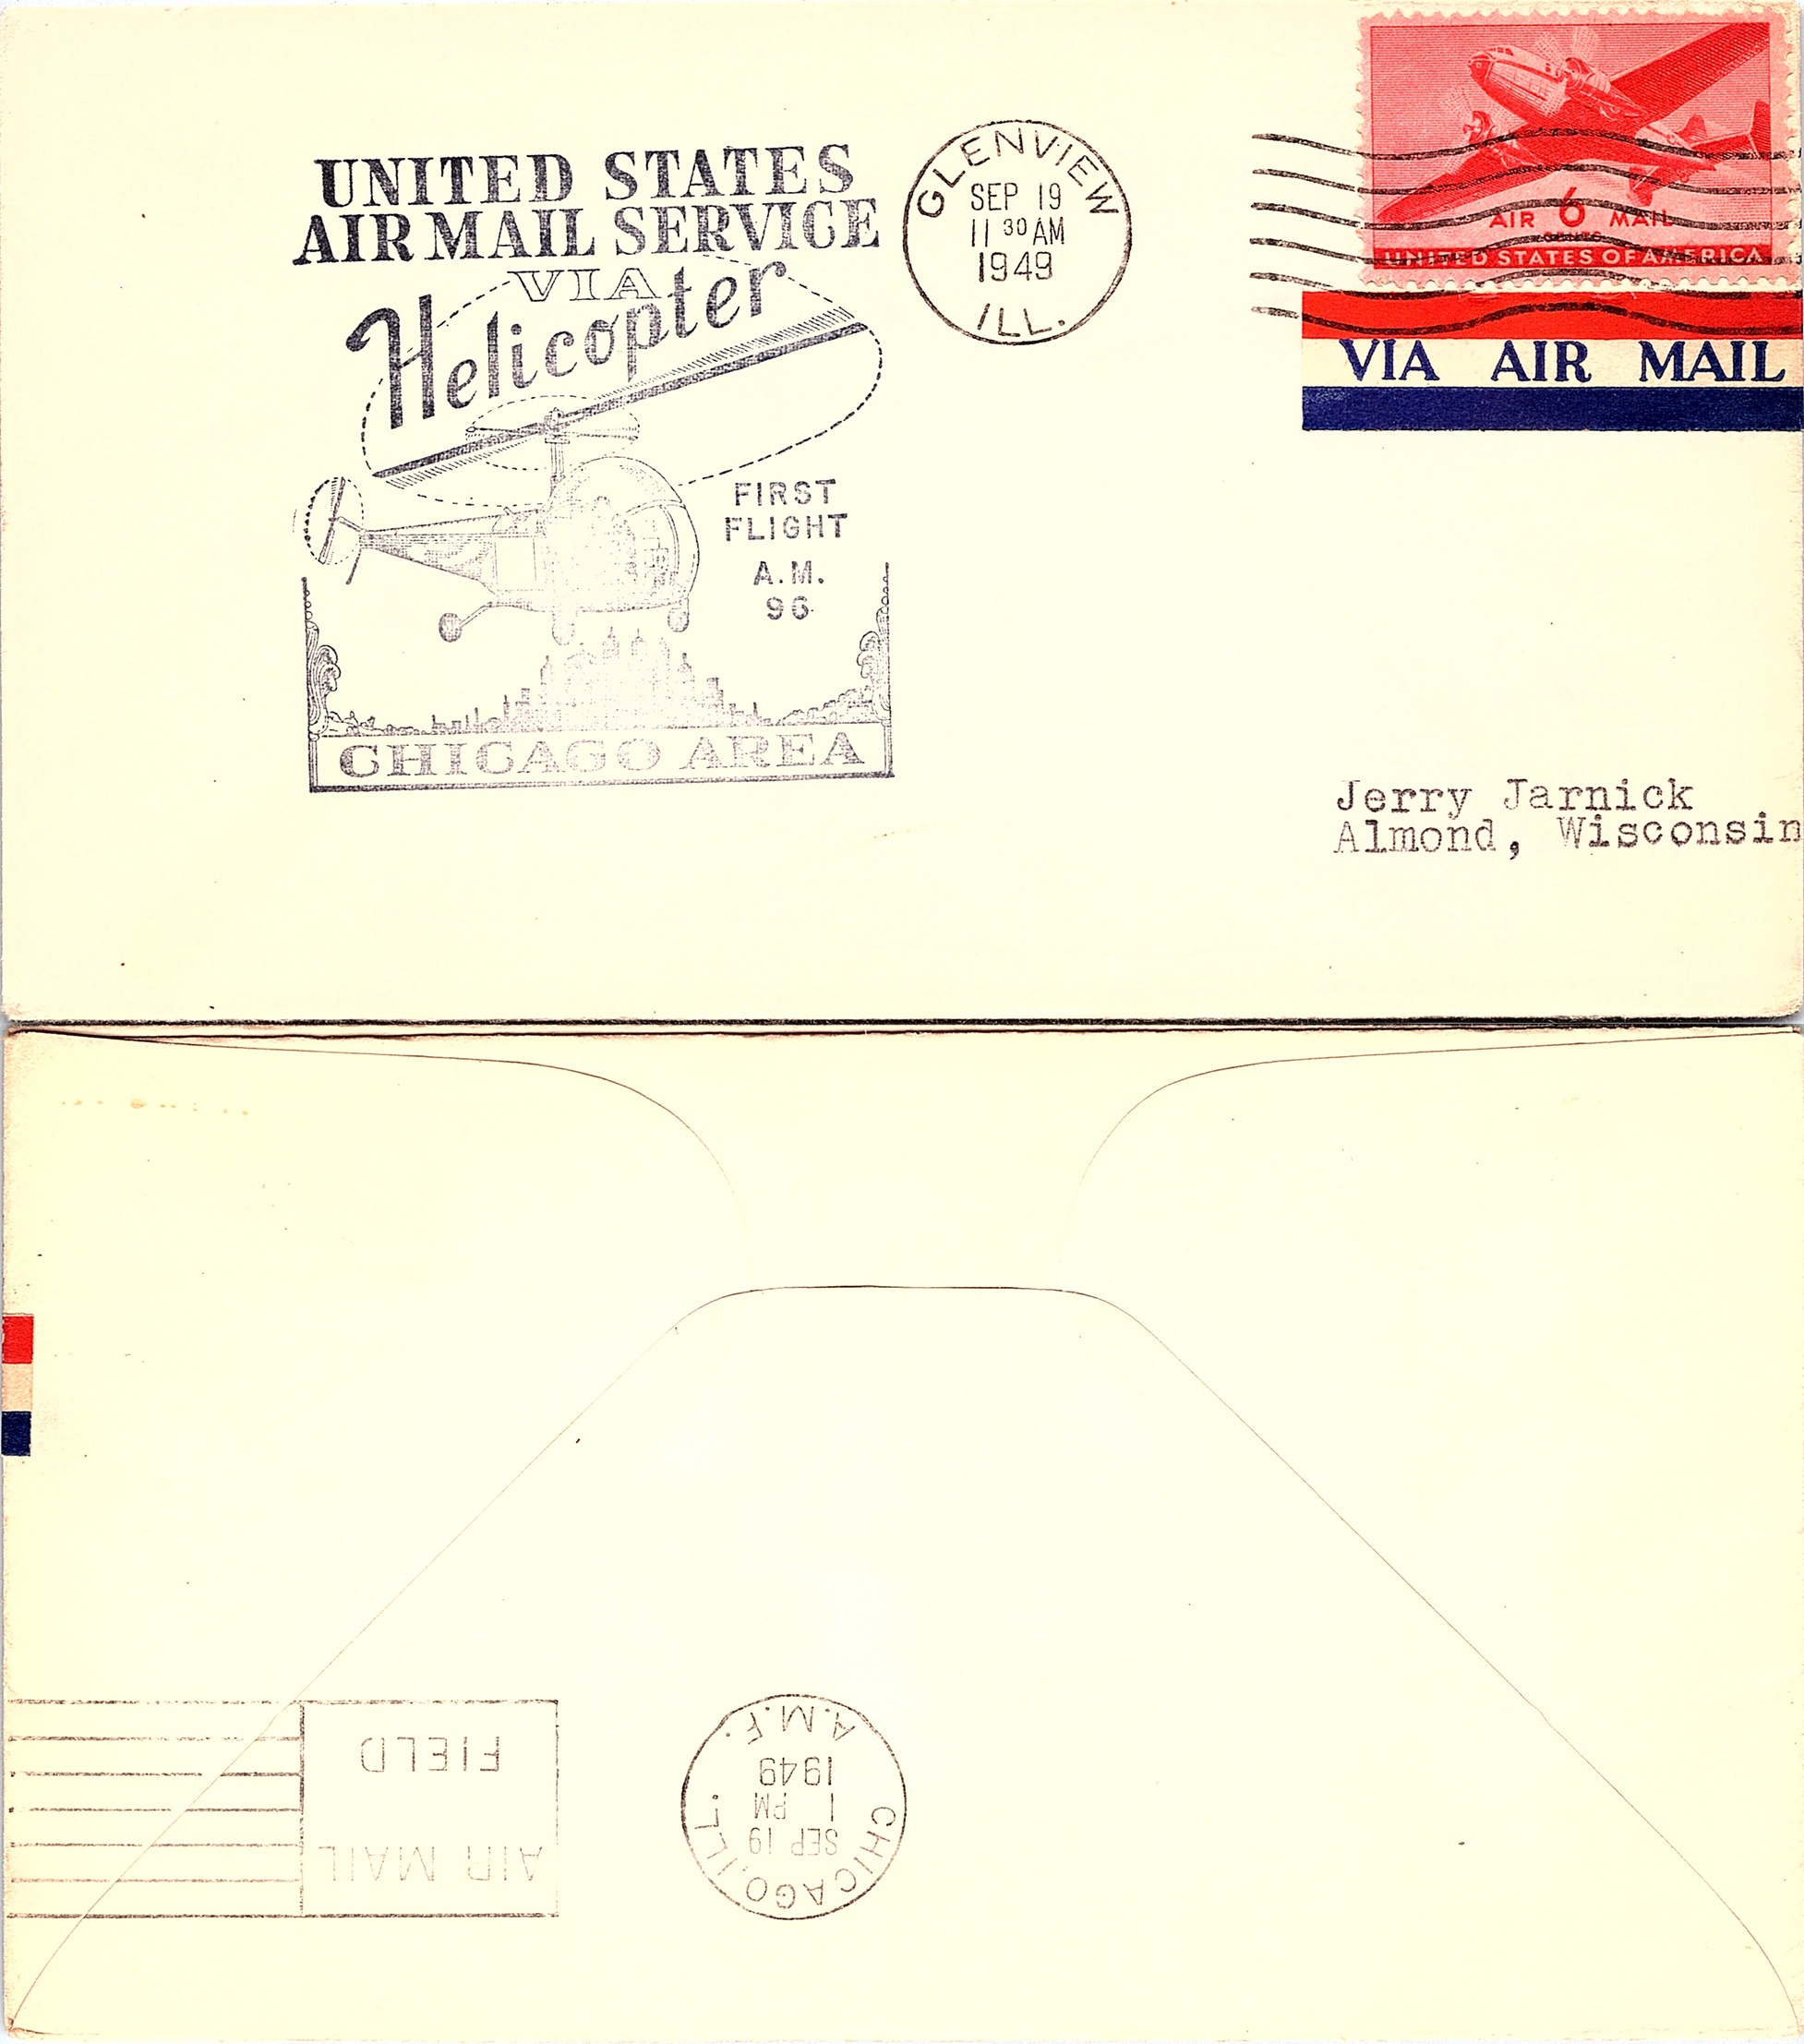 UNITED STATES
AIR MAIL SERVICE
VIA
Helicopter
FIRST
FLIGHT
A.M.
96
CHICAGO AREA
GLENVIEW
SEP 19
11 30 AM
1949
ILL.
AIR 6 MAIL
CENTS
UNITED STATES OF AMERICA
VIA AIR MAIL
Jerry Jarnick
Almond, Wisconsin
AIR MAIL
FIELD
CHICAGO, ILL.
SEP 19
1 PM
1949
A.M.F.